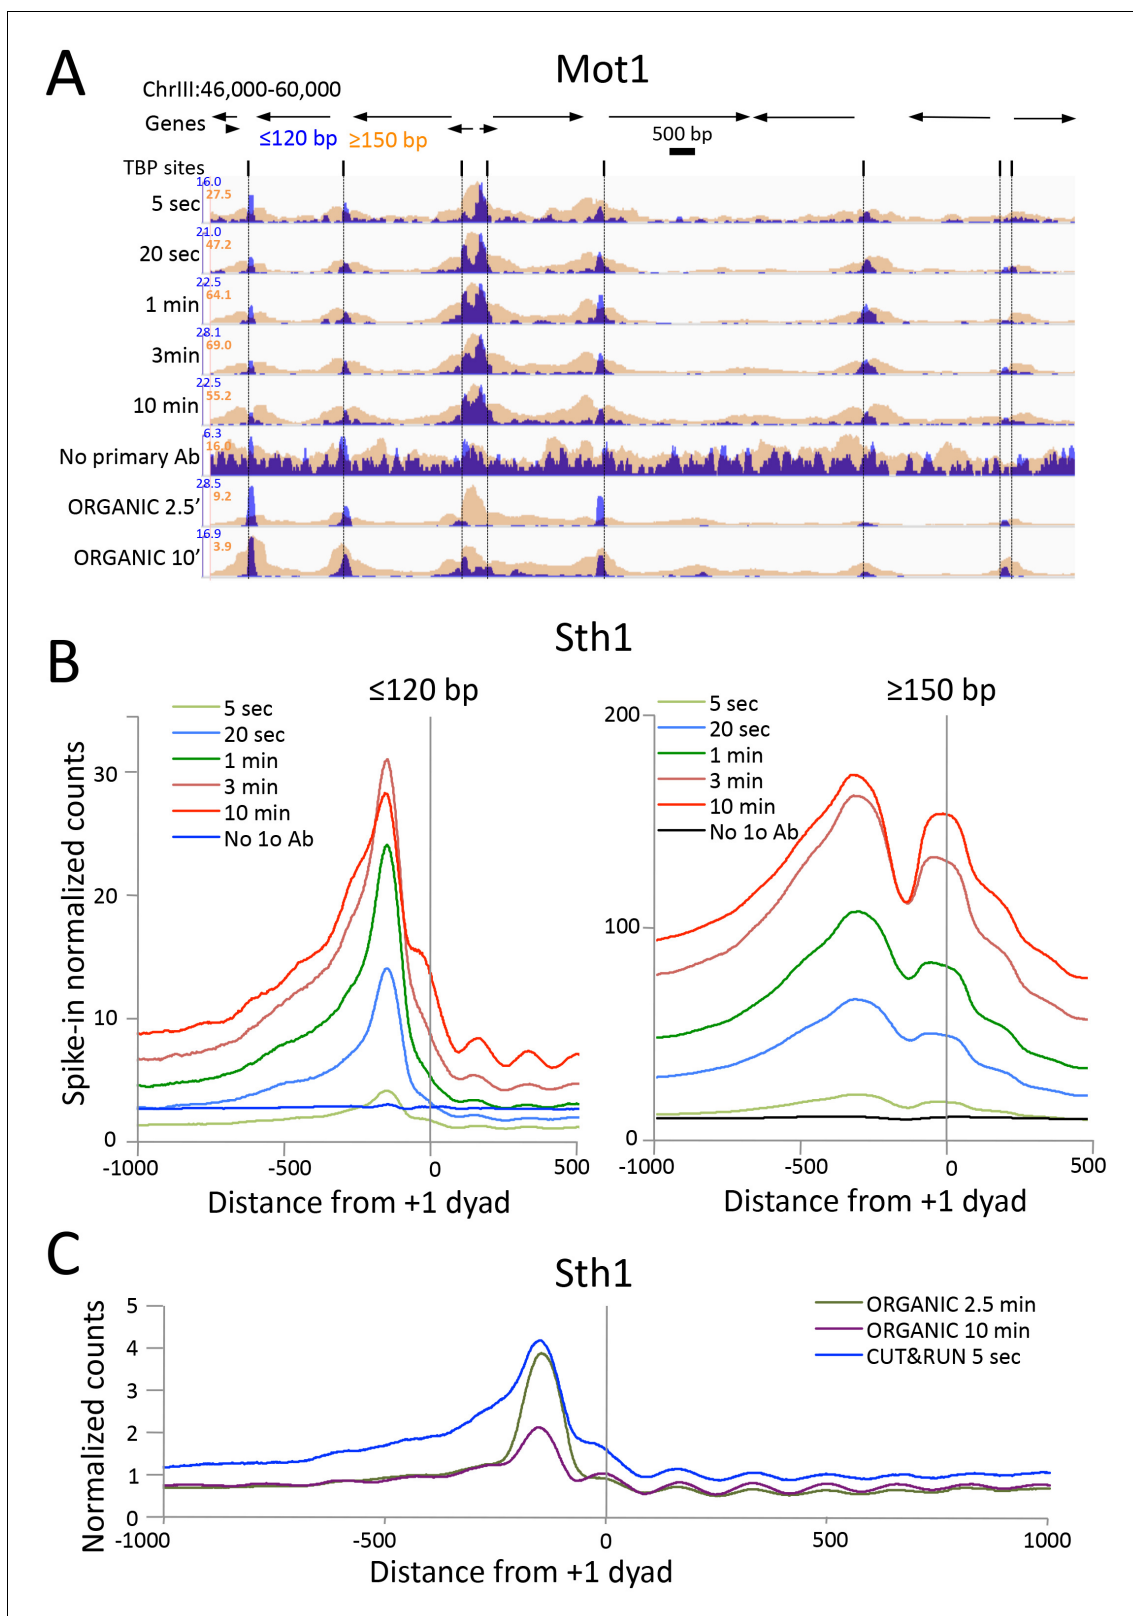 A
Mot1
ChrIII:46,000-60,000
Genes
≤120 bp ≥150 bp
500 bp
TBP sites
16.0
27.5
5 sec
21.0
47.2
20 sec
22.5
64.1
1 min
28.1
69.0
3min
22.5
55.2
10 min
6.3
16.0
No primary Ab
28.5
9.2
ORGANIC 2.5’
16.9
3.9
ORGANIC 10’
B
Sth1
≤120 bp
5 sec
20 sec
1 min
3 min
10 min
No 1o Ab
Spike-in normalized counts
30
20
10
0
-1000 -500 0 500
Distance from +1 dyad
≥150 bp
5 sec
20 sec
1 min
3 min
10 min
No 1o Ab
200
100
0
-1000 -500 0 500
Distance from +1 dyad
C
Sth1
ORGANIC 2.5 min
ORGANIC 10 min
CUT&RUN 5 sec
Normalized counts
5
4
3
2
1
0
-1000 -500 0 500 1000
Distance from +1 dyad